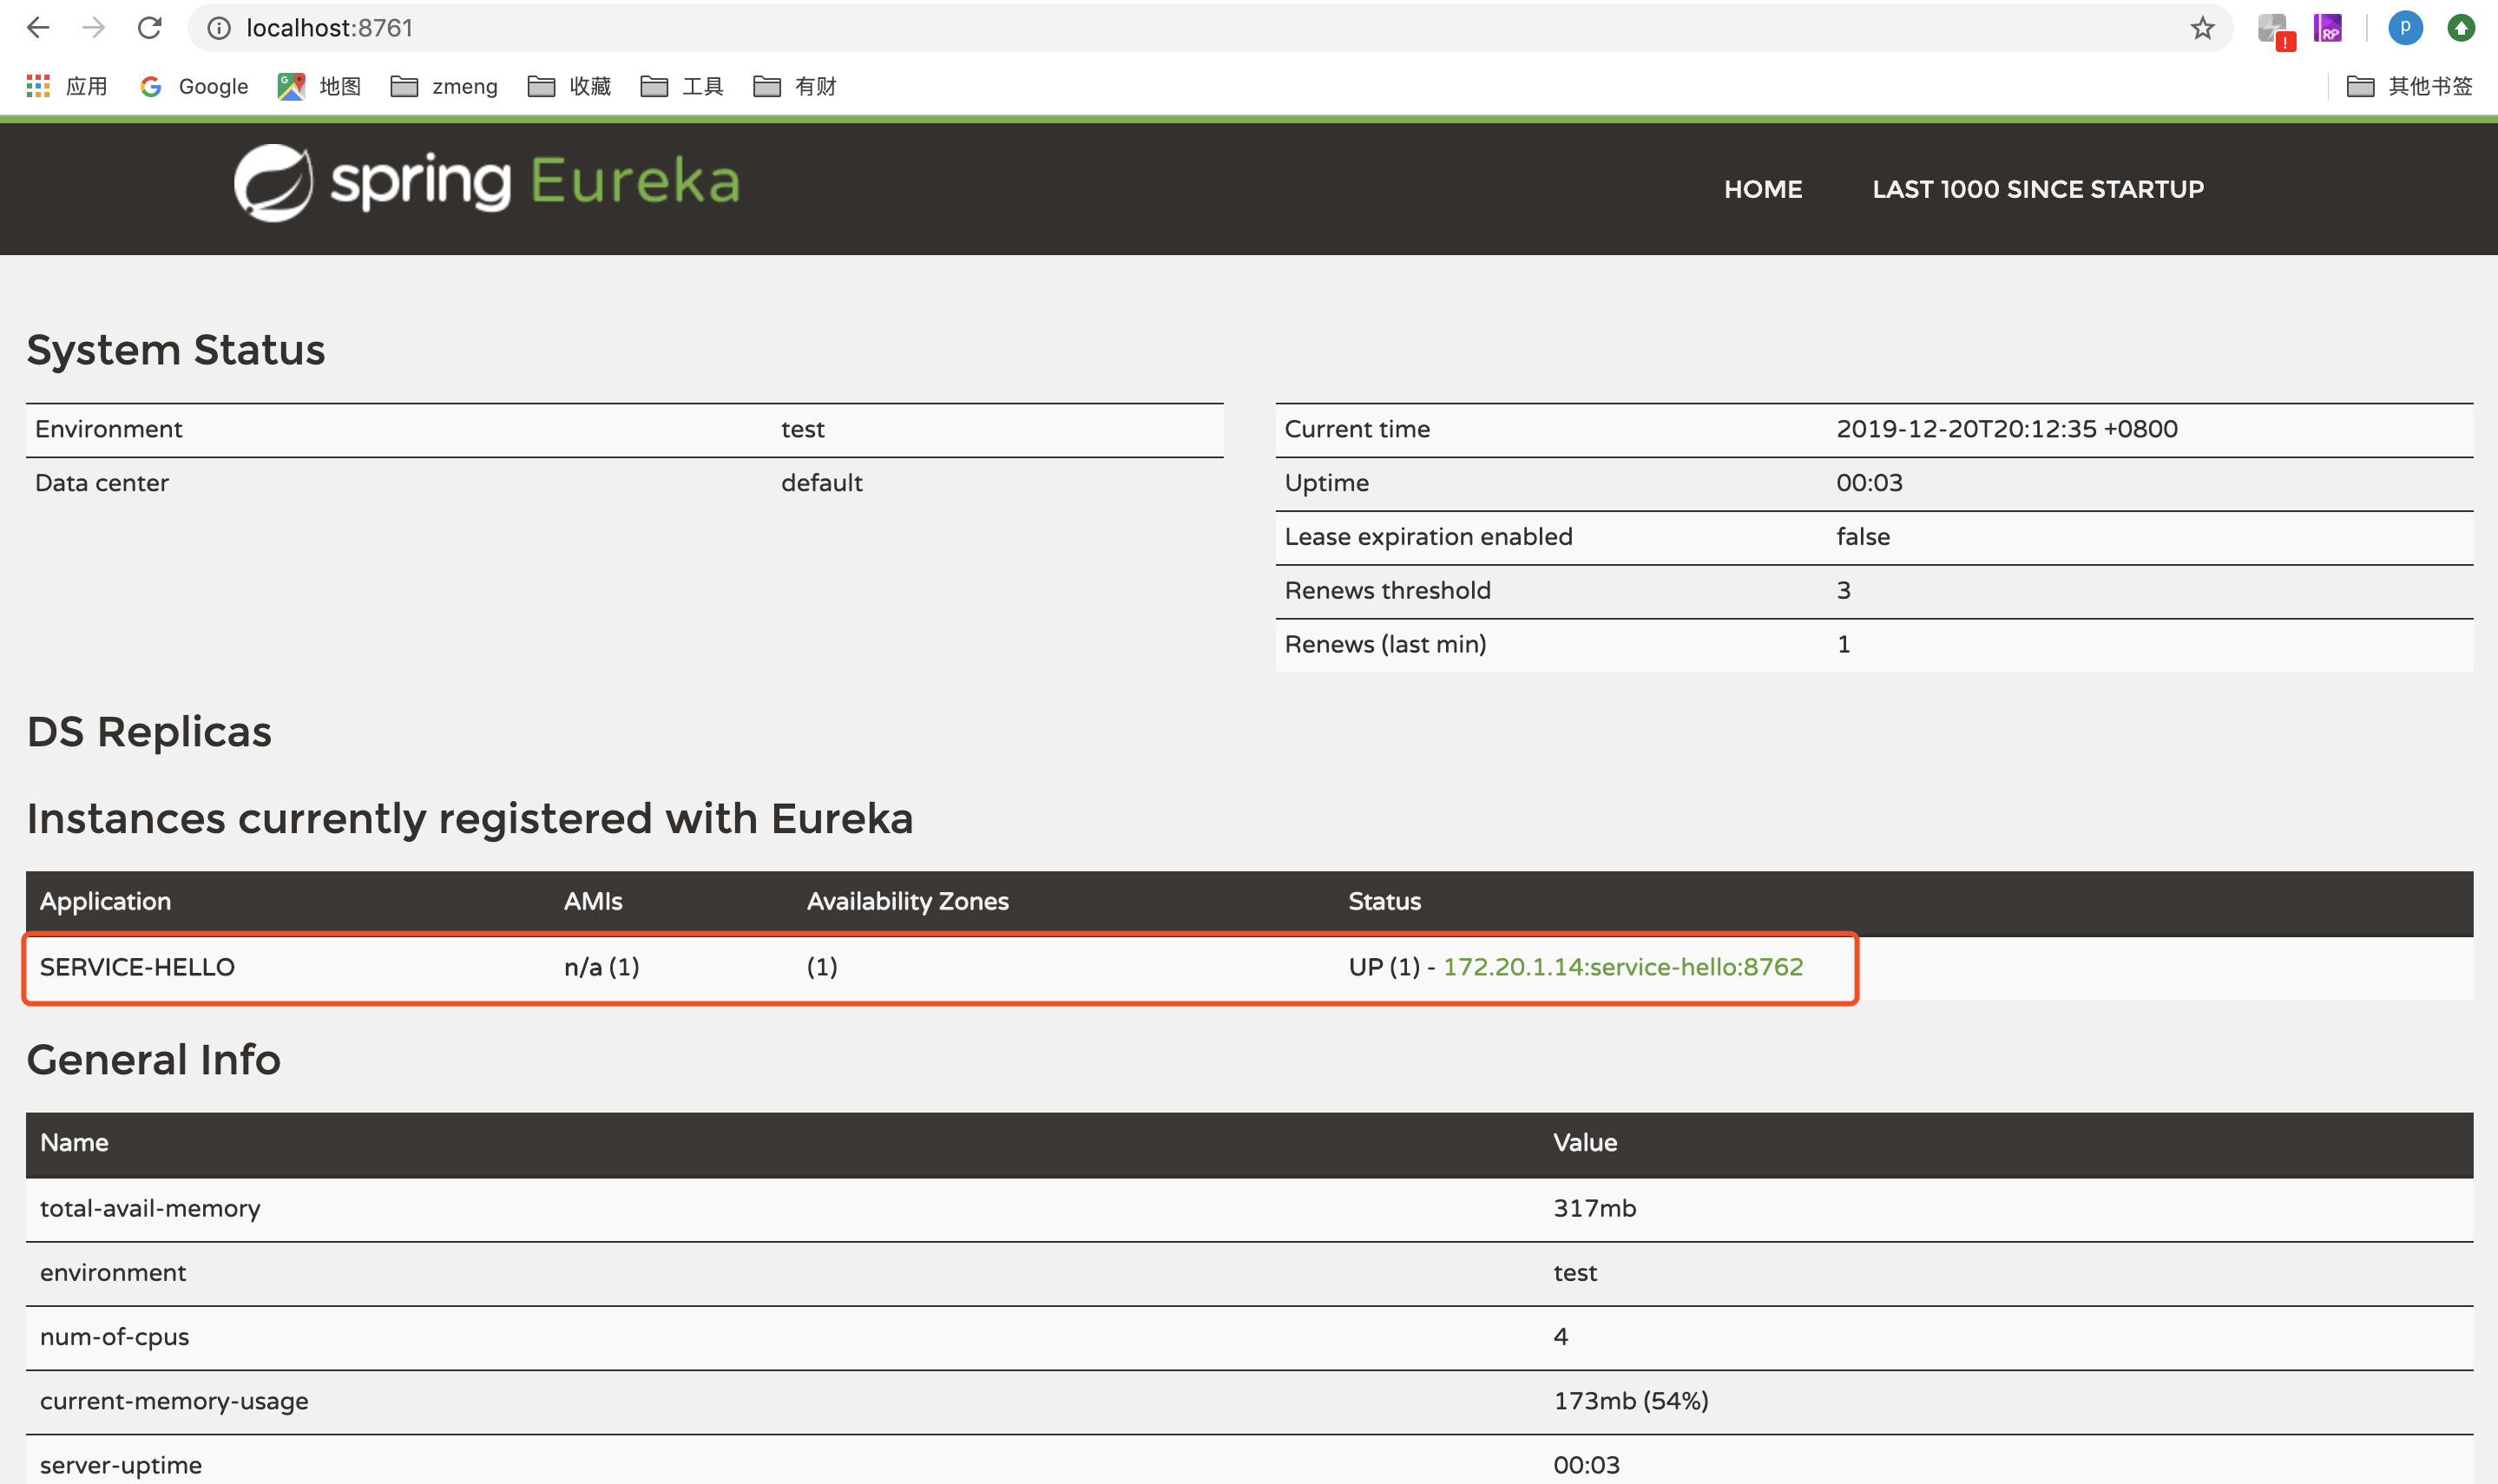 localhost:8761
! RP p
应用 Google 地图 zmeng 收藏 工具 有财 其他书签
spring Eureka HOME LAST 1000 SINCE STARTUP
System Status
Environment test
Data center default
Current time 2019-12-20T20:12:35 +0800
Uptime 00:03
Lease expiration enabled false
Renews threshold 3
Renews (last min) 1
DS Replicas
Instances currently registered with Eureka
Application AMIs Availability Zones Status
SERVICE-HELLO n/a (1) (1) UP (1) - 172.20.1.14:service-hello:8762
General Info
Name Value
total-avail-memory 317mb
environment test
num-of-cpus 4
current-memory-usage 173mb (54%)
server-uptime 00:03